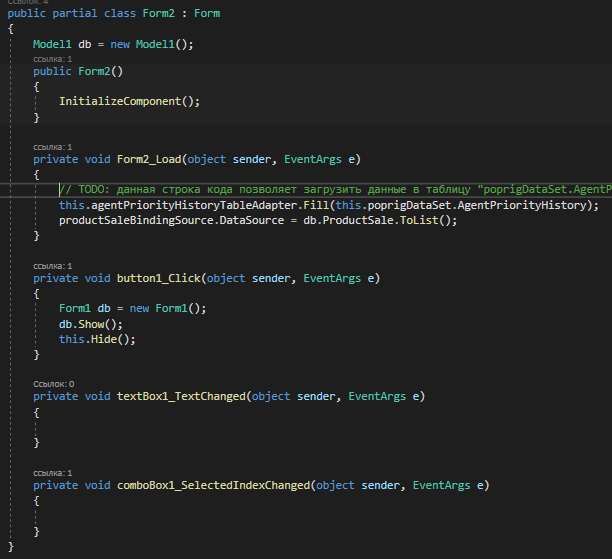 Ссылок: 4
public partial class Form2 : Form
{
Model1 db = new Model1();
ссылка: 1
public Form2()
{
InitializeComponent();
}
ссылка: 1
private void Form2_Load(object sender, EventArgs e)
{
// TODO: данная строка кода позволяет загрузить данные в таблицу "poprigDataSet.AgentP
this.agentPriorityHistoryTableAdapter.Fill(this.poprigDataSet.AgentPriorityHistory);
productSaleBindingSource.DataSource = db.ProductSale.ToList();
}
ссылка: 1
private void button1_Click(object sender, EventArgs e)
{
Form1 db = new Form1();
db.Show();
this.Hide();
}
Ссылок: 0
private void textBox1_TextChanged(object sender, EventArgs e)
{
}
ссылка: 1
private void comboBox1_SelectedIndexChanged(object sender, EventArgs e)
{
}
}